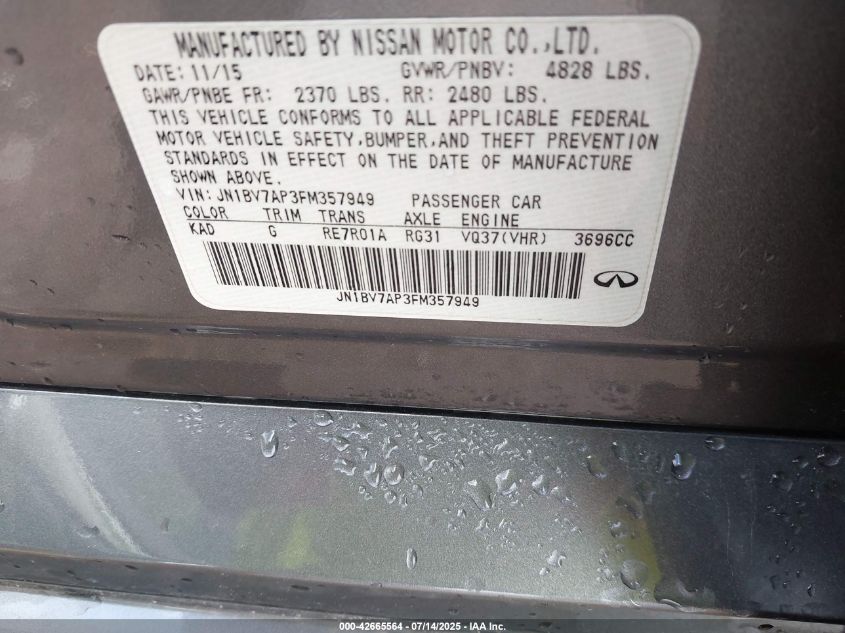 MANUFACTURED BY NISSAN MOTOR CO.,LTD.
DATE: 11/15 GVWR/PNBV: 4828 LBS.
GAWR/PNBE FR: 2370 LBS. RR: 2480 LBS.
THIS VEHICLE CONFORMS TO ALL APPLICABLE FEDERAL
MOTOR VEHICLE SAFETY,BUMPER,AND THEFT PREVENTION
STANDARDS IN EFFECT ON THE DATE OF MANUFACTURE
SHOWN ABOVE.
VIN: JN1BV7AP3FM357949 PASSENGER CAR
COLOR TRIM TRANS AXLE ENGINE
KAD G RE7R01A RG31 VQ37(VHR) 3696CC
JN1BV7AP3FM357949
000-42665564 / 07/14/2025 - IAA Inc.